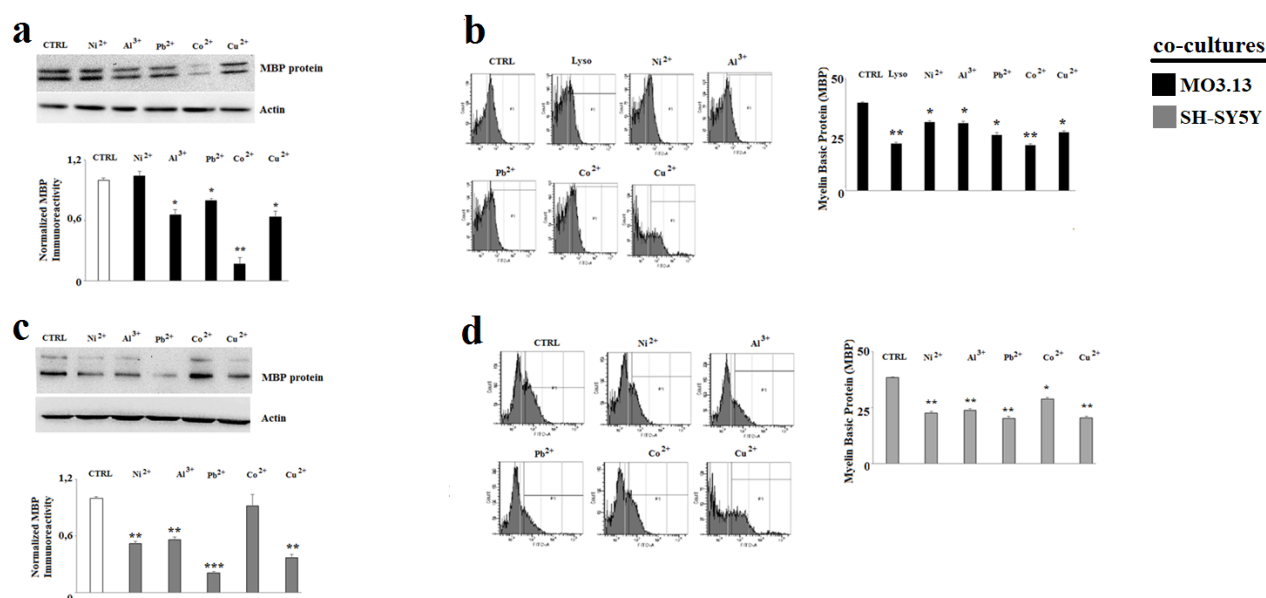 a
CTRL Ni2+ Al3+ Pb2+ Co2+ Cu2+
MBP protein
Actin
CTRL Ni2+ Al3+ Pb2+ Co2+ Cu2+
1,2
0,6
0
Normalized MBP
Immunoreactivity
* * ** *
b
CTRL Lyso Ni2+ Al3+
Pb2+ Co2+ Cu2+
CTRL Lyso Ni2+ Al3+ Pb2+ Co2+ Cu2+
50
25
0
Myelin Basic Protein (MBP)
** * * * ** *
co-cultures
MO3.13
SH-SY5Y
c
CTRL Ni2+ Al3+ Pb2+ Co2+ Cu2+
MBP protein
Actin
CTRL Ni2+ Al3+ Pb2+ Co2+ Cu2+
1,2
0,6
0
Normalized MBP
Immunoreactivity
** ** *** **
d
CTRL Ni2+ Al3+
Pb2+ Co2+ Cu2+
CTRL Ni2+ Al3+ Pb2+ Co2+ Cu2+
50
25
0
Myelin Basic Protein (MBP)
** ** ** * **